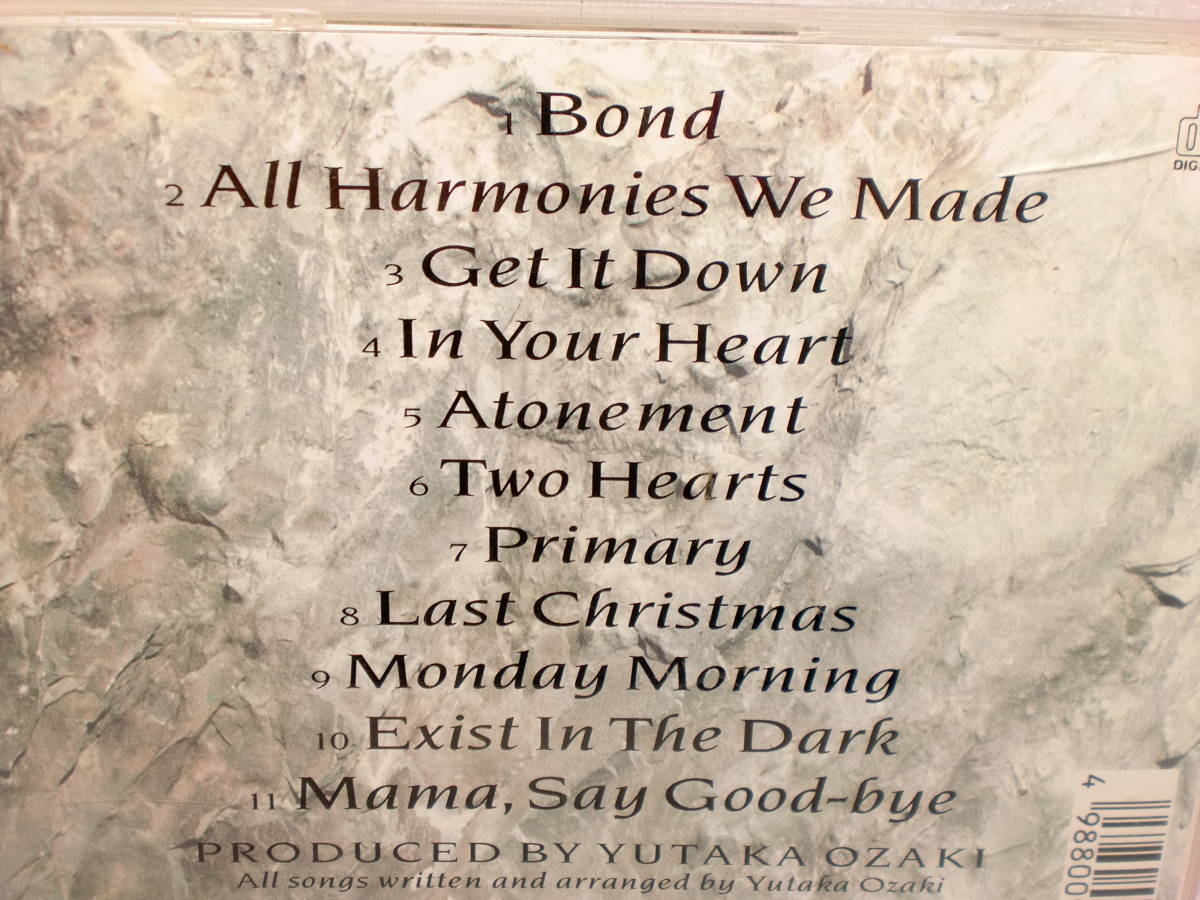 1 Bond
2 All Harmonies We Made
3 Get It Down
4 In Your Heart
5 Atonement
6 Two Hearts
7 Primary
8 Last Christmas
9 Monday Morning
10 Exist In The Dark
11 Mama, Say Good-bye
PRODUCED BY YUTAKA OZAKI
All songs written and arranged by Yutaka Ozaki
4 98800